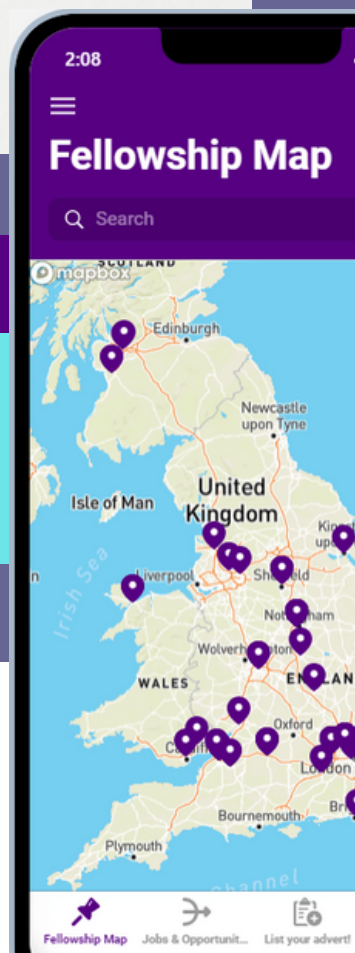 2:08
Fellowship Map
Search
SCOTLAND
mapbox
Edinburgh
Newcastle
upon Tyne
United
Kingdom
Isle of Man
Irish Sea
Liverpool
WALES
Oxford
London
Bournemouth
Plymouth
Channel
Fellowship Map
Jobs & Opportunit...
List your advert!